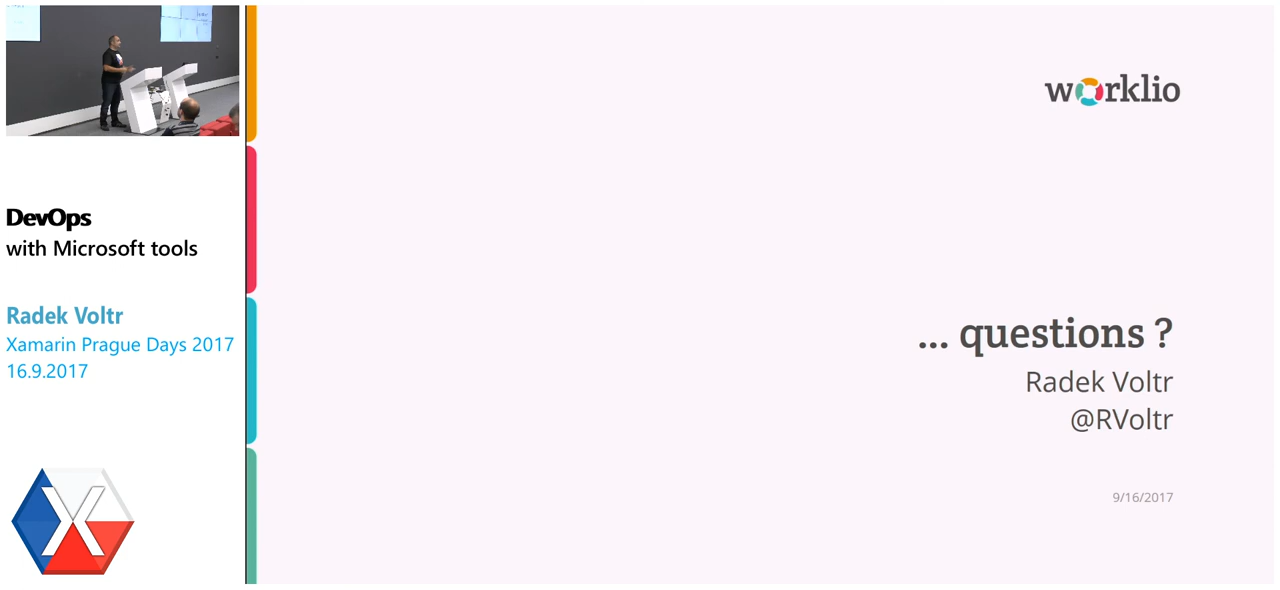 DevOps
with Microsoft tools
Radek Voltr
Xamarin Prague Days 2017
16.9.2017
worklio
... questions ?
Radek Voltr
@RVoltr
9/16/2017